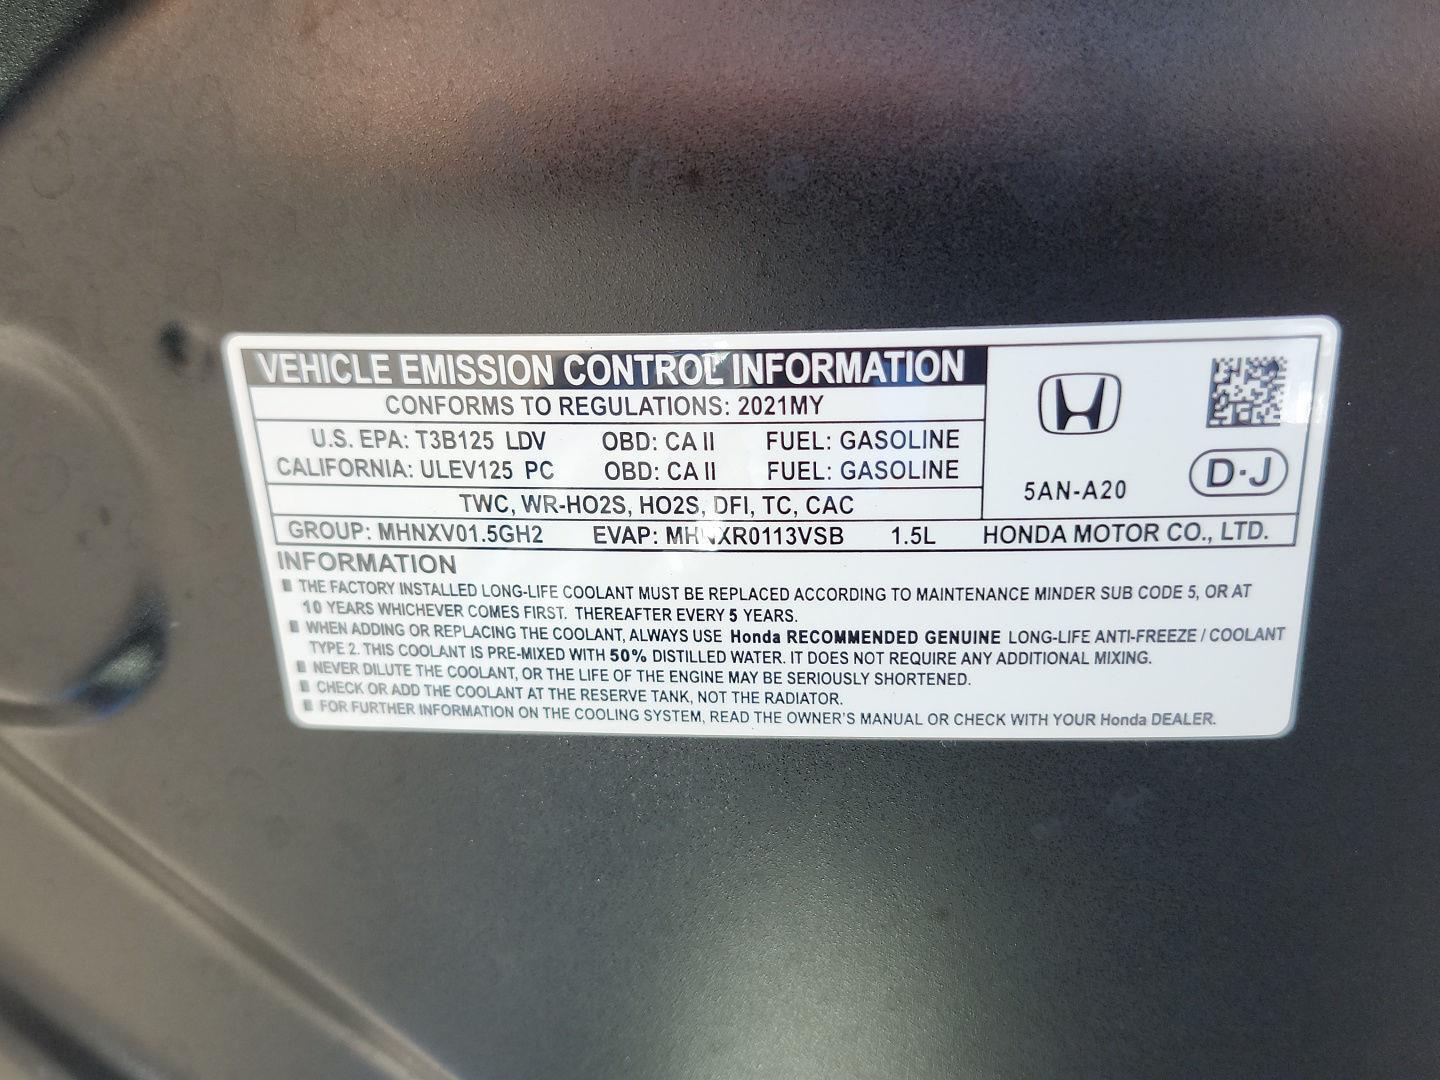 VEHICLE EMISSION CONTROL INFORMATION
CONFORMS TO REGULATIONS: 2021MY
U.S. EPA: T3B125 LDV OBD: CA II FUEL: GASOLINE
CALIFORNIA: ULEV125 PC OBD: CA II FUEL: GASOLINE
TWC, WR-HO2S, HO2S, DFI, TC, CAC
5AN-A20
D·J
GROUP: MHNXV01.5GH2 EVAP: MHNXR0113VSB 1.5L HONDA MOTOR CO., LTD.
INFORMATION
■ THE FACTORY INSTALLED LONG-LIFE COOLANT MUST BE REPLACED ACCORDING TO MAINTENANCE MINDER SUB CODE 5, OR AT
10 YEARS WHICHEVER COMES FIRST. THEREAFTER EVERY 5 YEARS.
■ WHEN ADDING OR REPLACING THE COOLANT, ALWAYS USE Honda RECOMMENDED GENUINE LONG-LIFE ANTI-FREEZE / COOLANT
TYPE 2. THIS COOLANT IS PRE-MIXED WITH 50% DISTILLED WATER. IT DOES NOT REQUIRE ANY ADDITIONAL MIXING.
■ NEVER DILUTE THE COOLANT, OR THE LIFE OF THE ENGINE MAY BE SERIOUSLY SHORTENED.
■ CHECK OR ADD THE COOLANT AT THE RESERVE TANK, NOT THE RADIATOR.
■ FOR FURTHER INFORMATION ON THE COOLING SYSTEM, READ THE OWNER'S MANUAL OR CHECK WITH YOUR Honda DEALER.